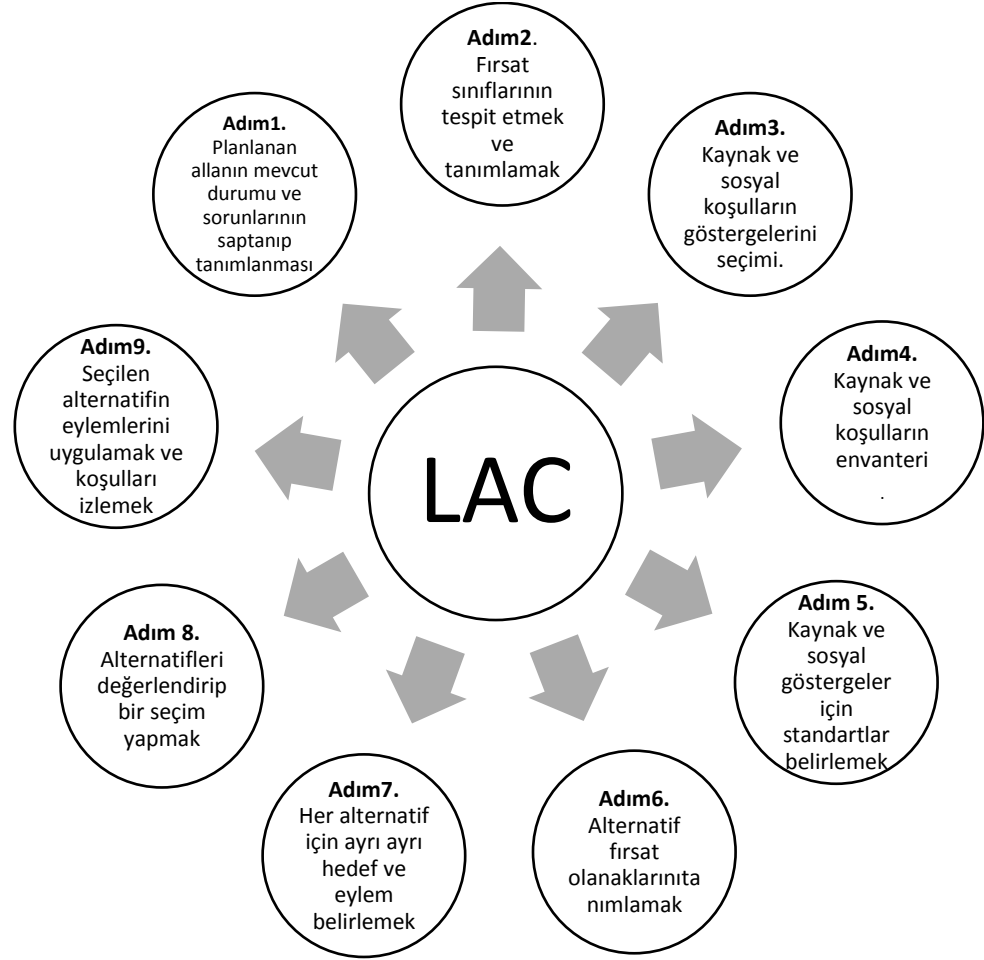 Adım1.
Planlanan
allanın mevcut
durumu ve
sorunlarının
saptanıp
tanımlanması
Adım2.
Fırsat
sınıflarının
tespit etmek
ve
tanımlamak
Adım3.
Kaynak ve
sosyal
koşulların
göstergelerini
seçimi.
Adım4.
Kaynak ve
sosyal
koşulların
envanteri
.
Adım 5.
Kaynak ve
sosyal
göstergeler
için
standartlar
belirlemek
Adım6.
Alternatif
fırsat
olanaklarınıta
nımlamak
Adım7.
Her alternatif
için ayrı ayrı
hedef ve
eylem
belirlemek
Adım 8.
Alternatifleri
değerlendirip
bir seçim
yapmak
Adım9.
Seçilen
alternatifin
eylemlerini
uygulamak ve
koşulları
izlemek
LAC